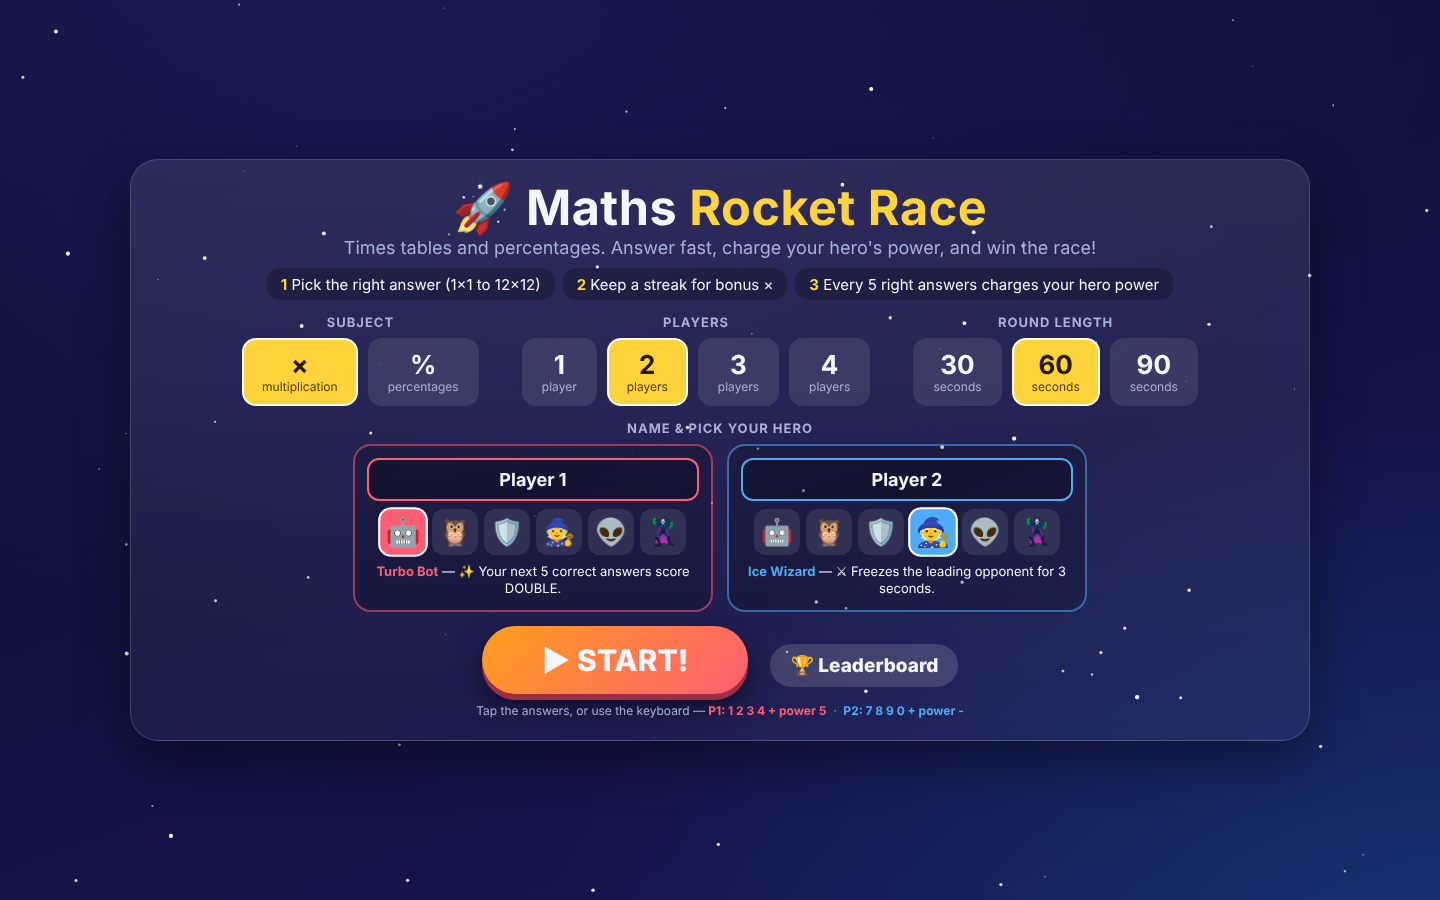 🚀 Maths Rocket Race
Times tables and percentages. Answer fast, charge your hero's power, and win the race!
1 Pick the right answer (1×1 to 12×12) 2 Keep a streak for bonus × 3 Every 5 right answers charges your hero power
SUBJECT PLAYERS ROUND LENGTH
× % 1 2 3 4 30 60 90
multiplication percentages player players players players seconds seconds seconds
NAME & PICK YOUR HERO
Player 1 Player 2
Turbo Bot — ✨ Your next 5 correct answers score
DOUBLE.
Ice Wizard — ⚔ Freezes the leading opponent for 3
seconds.
▶ START! 🏆 Leaderboard
Tap the answers, or use the keyboard — P1: 1 2 3 4 + power 5 · P2: 7 8 9 0 + power -